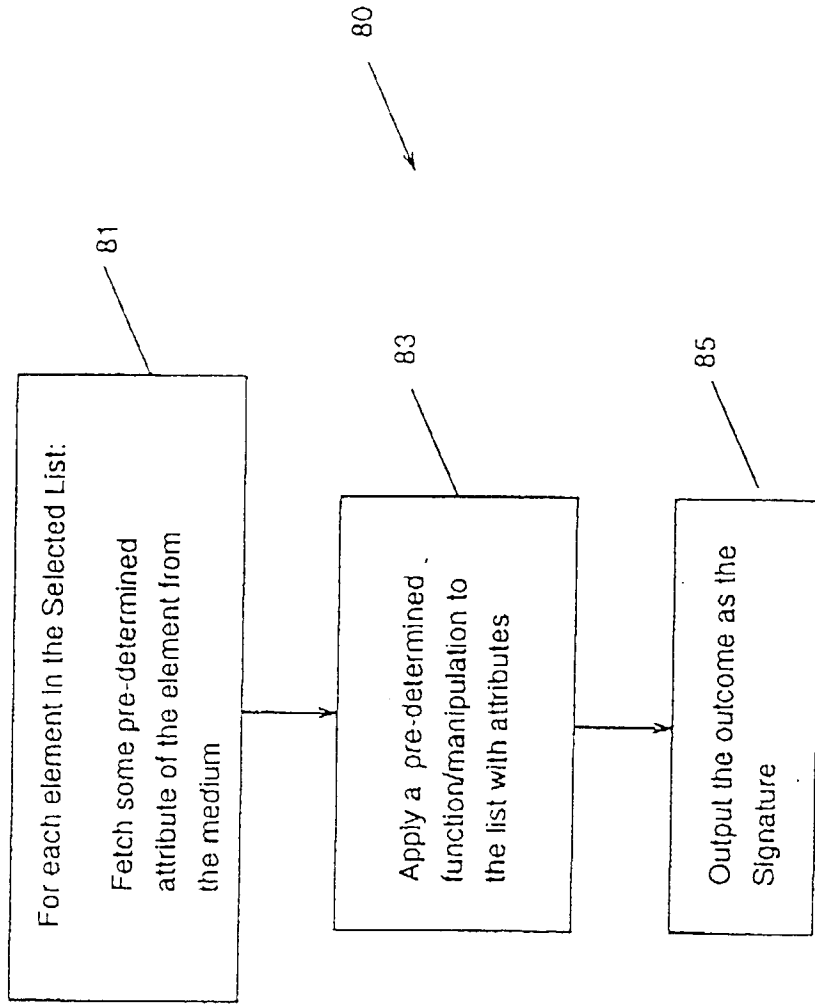 For each element in the Selected List:
Fetch some pre-determined
attribute of the element from
the medium
81
Apply a pre-determined
function/manipulation to
the list with attributes
83
Output the outcome as the
Signature
85
80